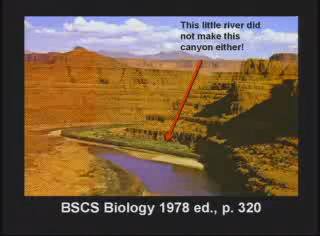 This little river did
not make this
canyon either!
BSCS Biology 1978 ed., p. 320